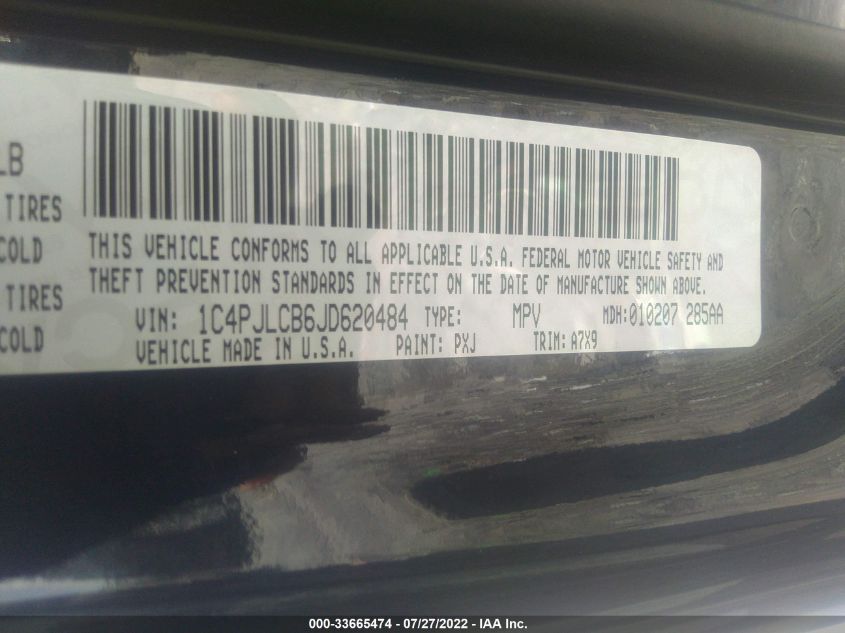 LB
TIRES
COLD
TIRES
COLD
THIS VEHICLE CONFORMS TO ALL APPLICABLE U.S.A. FEDERAL MOTOR VEHICLE SAFETY AND
THEFT PREVENTION STANDARDS IN EFFECT ON THE DATE OF MANUFACTURE SHOWN ABOVE.
VIN: 1C4PJLCB6JD620484 TYPE: MPV MDH:010207 285AA
VEHICLE MADE IN U.S.A. PAINT: PXJ TRIM: A7X9
000-33665474 - 07/27/2022 - IAA Inc.